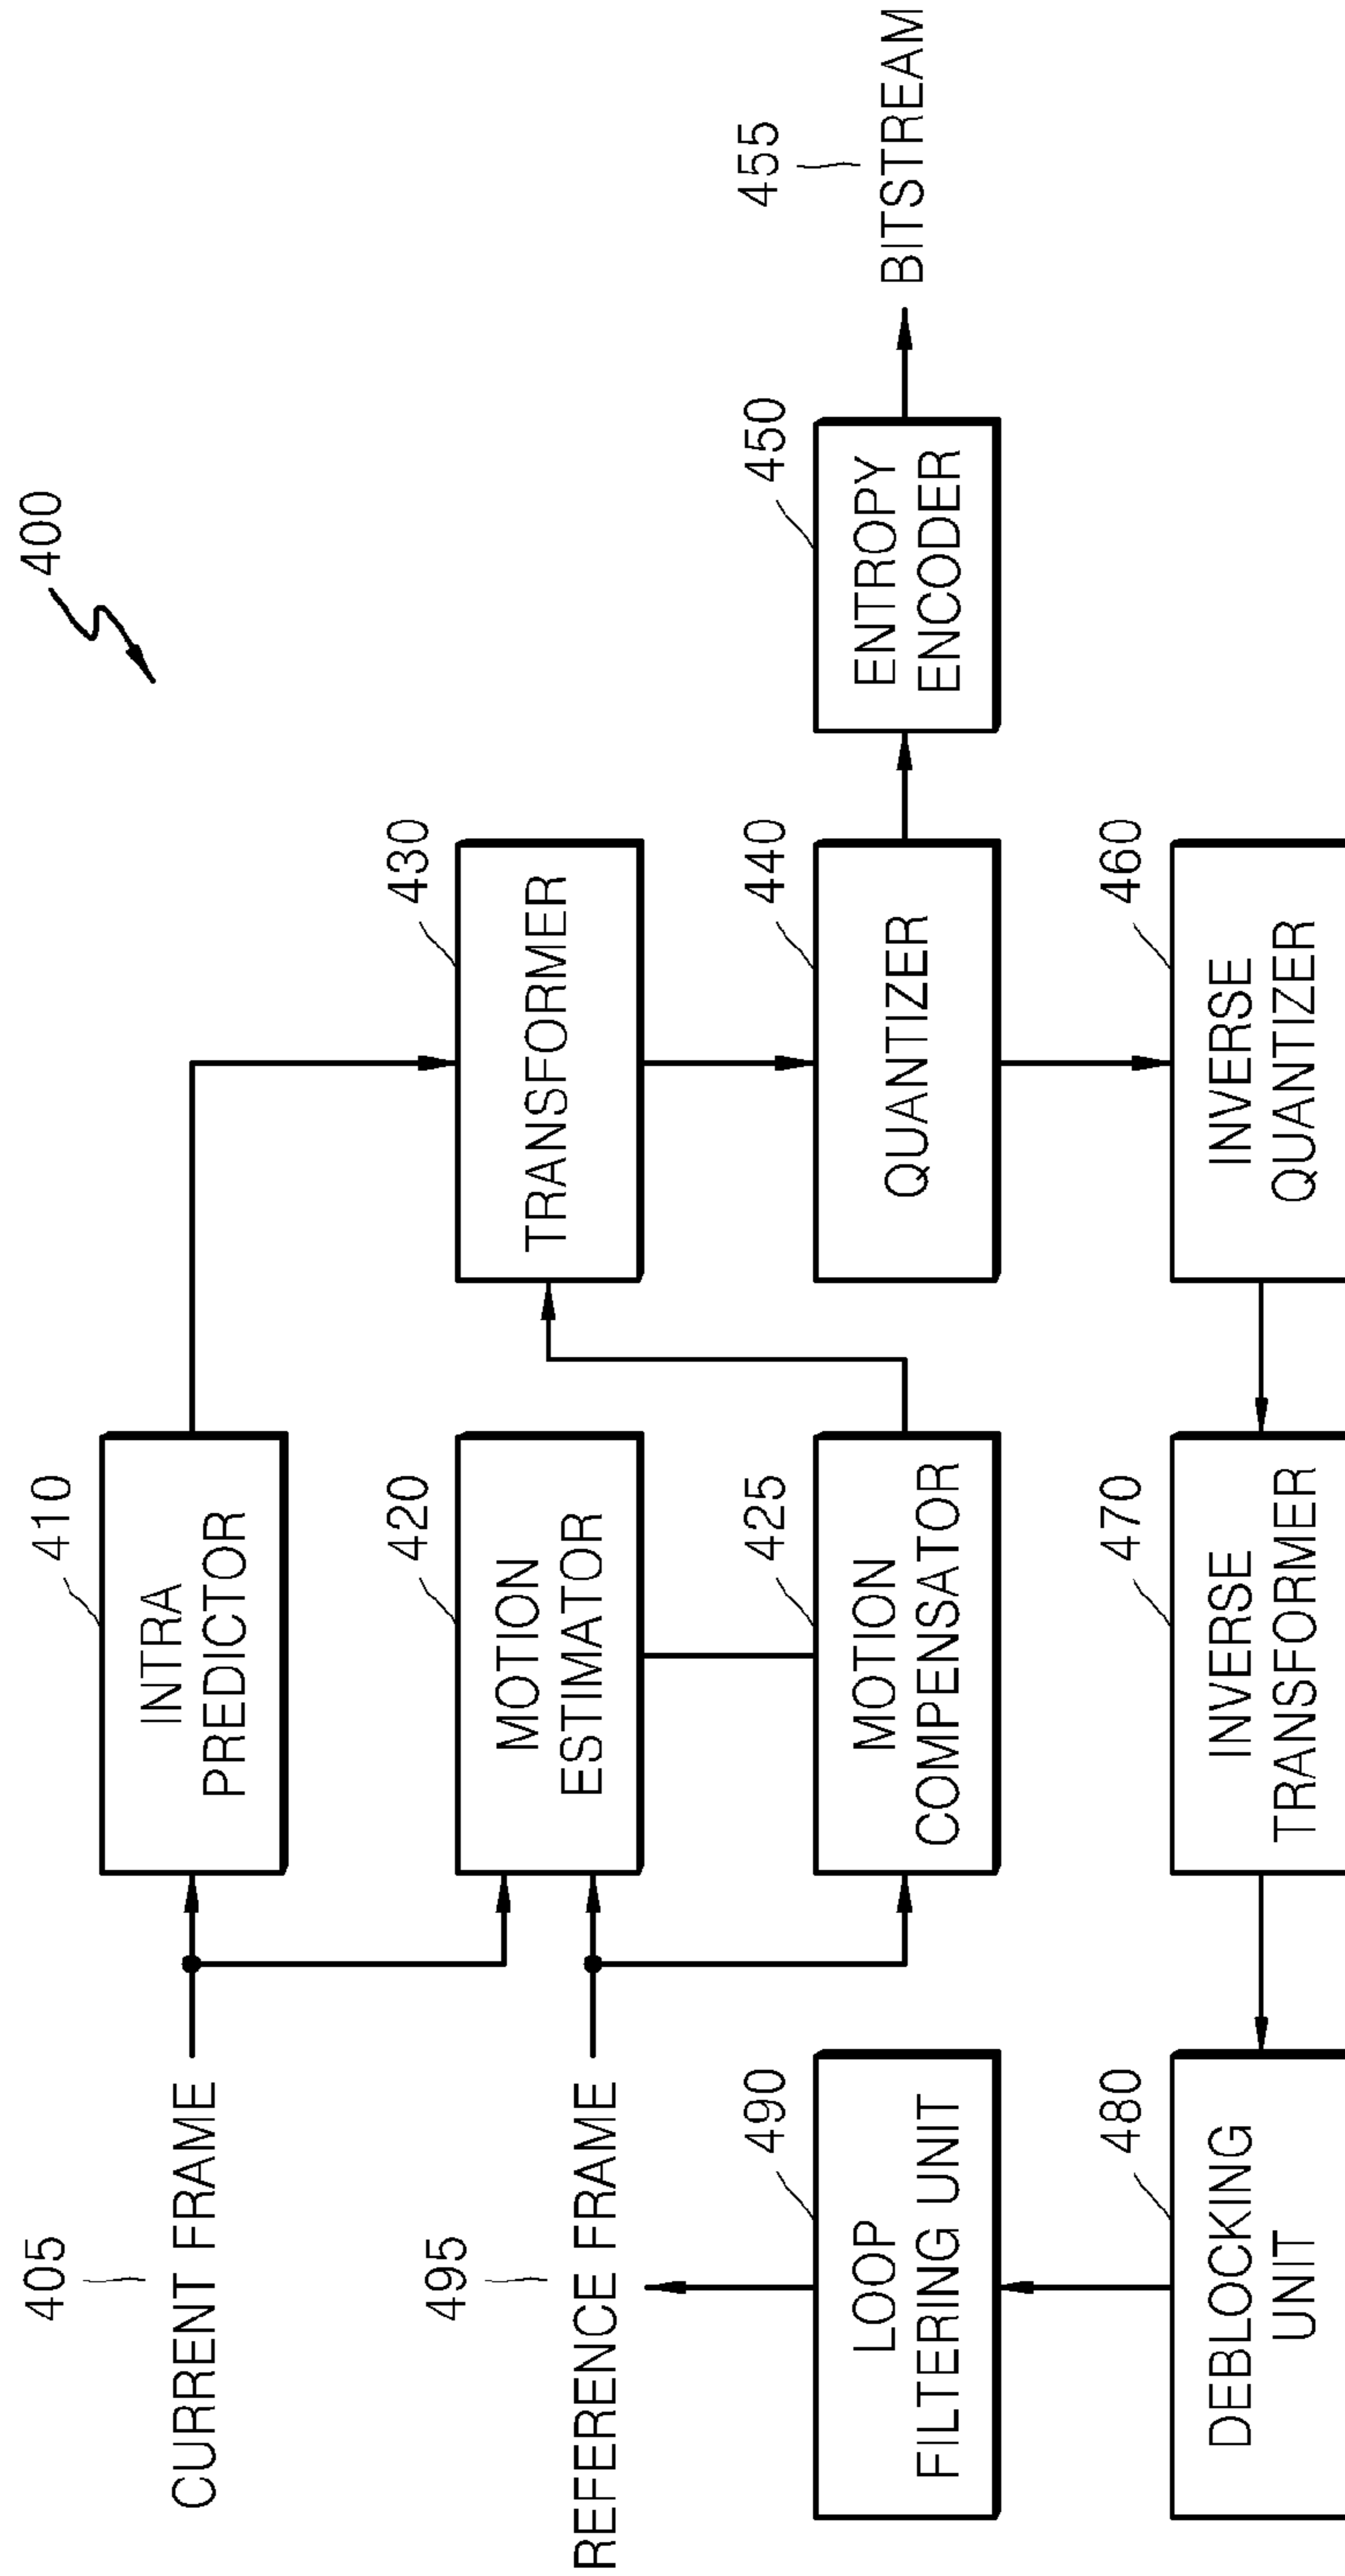 400
405
CURRENT FRAME
410
INTRA
PREDICTOR
495
REFERENCE FRAME
420
MOTION
ESTIMATOR
430
TRANSFORMER
490
LOOP
FILTERING UNIT
425
MOTION
COMPENSATOR
440
QUANTIZER
450
ENTROPY
ENCODER
455
BITSTREAM
480
DEBLOCKING
UNIT
470
INVERSE
TRANSFORMER
460
INVERSE
QUANTIZER